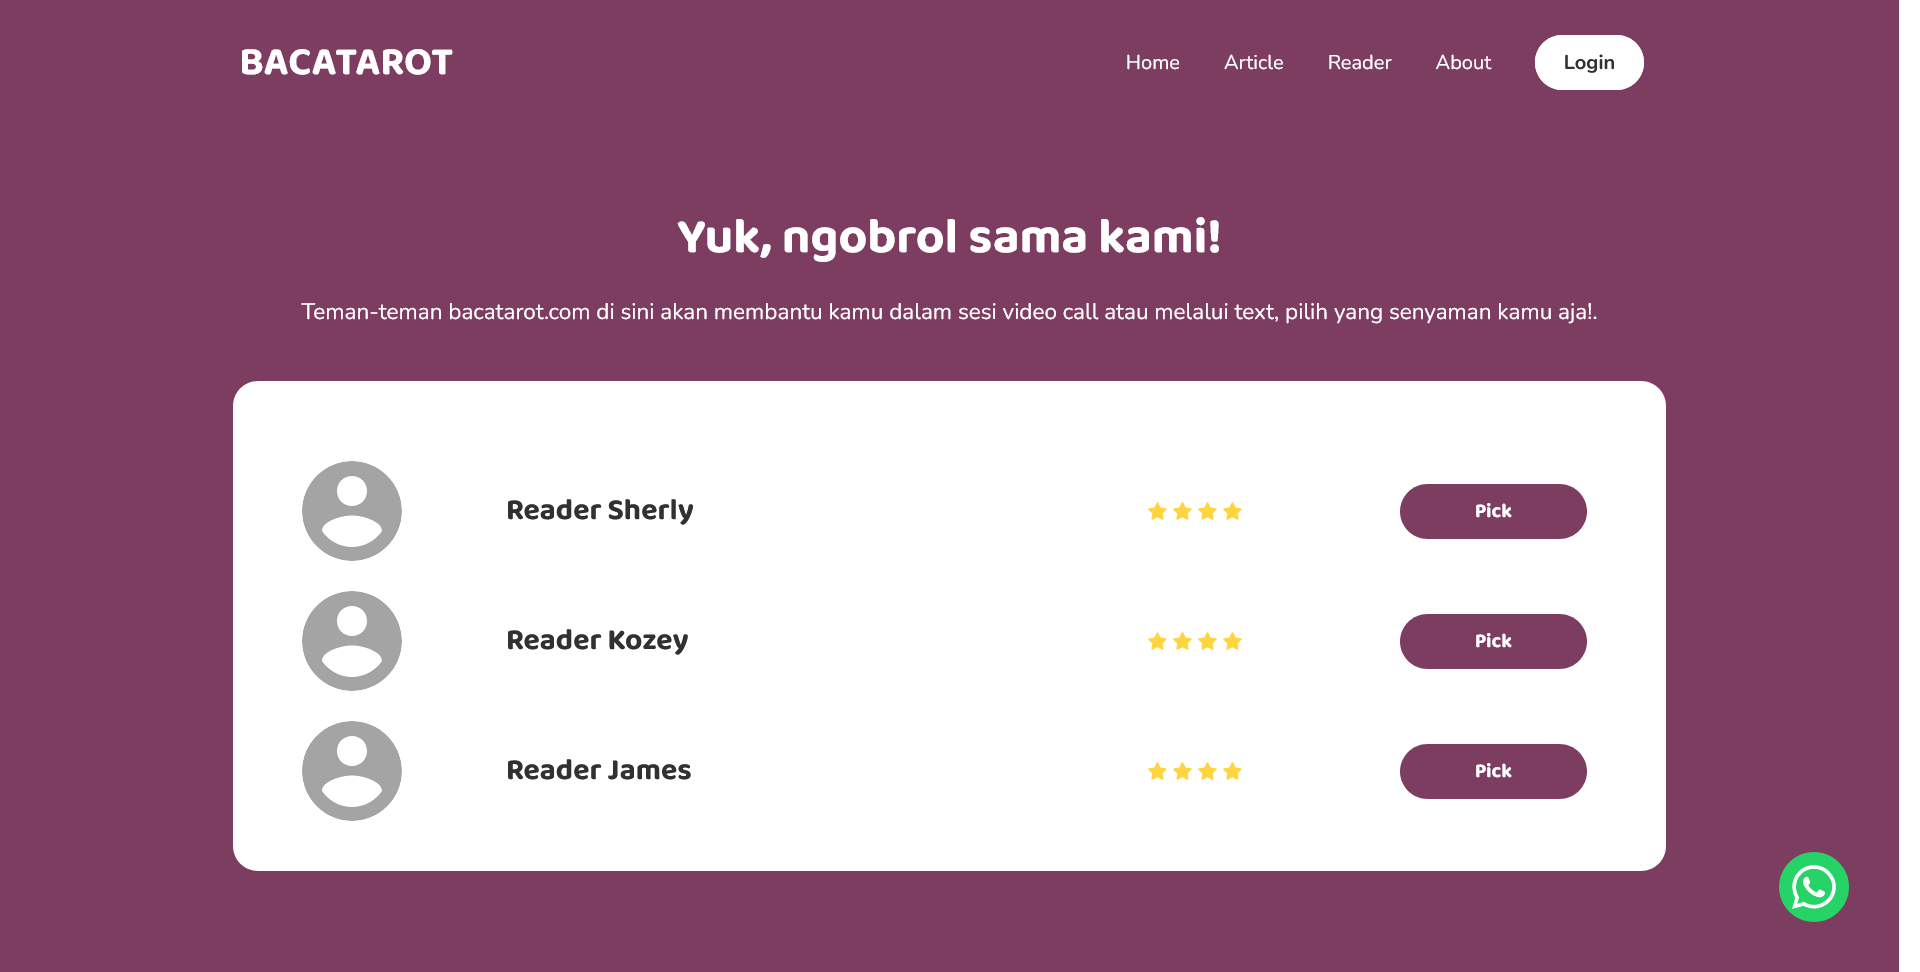 BACATAROT
Home Article Reader About Login
Yuk, ngobrol sama kami!
Teman-teman bacatarot.com di sini akan membantu kamu dalam sesi video call atau melalui text, pilih yang senyaman kamu aja!.
Reader Sherly Pick
Reader Kozey Pick
Reader James Pick